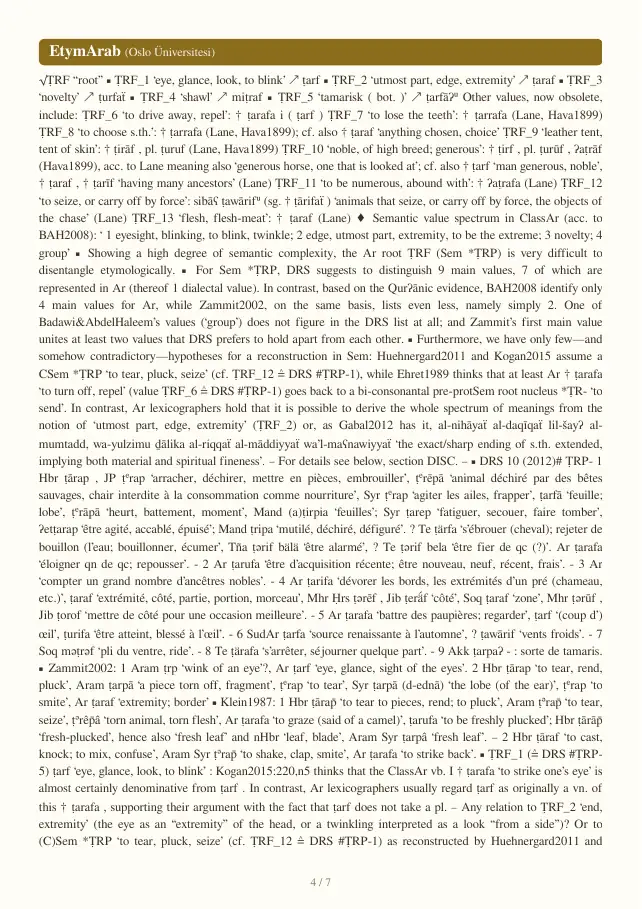 EtymArab (Oslo Üniversitesi)
√ṬRF “root” ▪ ṬRF_1 ‘eye, glance, look, to blink’ ↗ ṭarf ▪ ṬRF_2 ‘utmost part, edge, extremity’ ↗ ṭaraf ▪ ṬRF_3
‘novelty’ ↗ ṭurfaẗ ▪ ṬRF_4 ‘shawl’ ↗ miṭraf ▪ ṬRF_5 ‘tamarisk ( bot. )’ ↗ ṭarfāʔᵘ Other values, now obsolete,
include: ṬRF_6 ‘to drive away, repel’: † ṭarafa i ( ṭarf ) ṬRF_7 ‘to lose the teeth’: † ṭarrafa (Lane, Hava1899)
ṬRF_8 ‘to choose s.th.’: † ṭarrafa (Lane, Hava1899); cf. also † ṭaraf ‘anything chosen, choice’ ṬRF_9 ‘leathern tent,
tent of skin’: † ṭirāf , pl. ṭuruf (Lane, Hava1899) ṬRF_10 ‘noble, of high breed; generous’: † ṭirf , pl. ṭurūf , ʔaṭrāf
(Hava1899), acc. to Lane meaning also ‘generous horse, one that is looked at’; cf. also † ṭarf ‘man generous, noble’,
† ṭaraf , † ṭarīf ‘having many ancestors’ (Lane) ṬRF_11 ‘to be numerous, abound with’: † ʔaṭrafa (Lane) ṬRF_12
‘to seize, or carry off by force’: sibāʕ ṭawārifᵘ (sg. † ṭārifaẗ ) ‘animals that seize, or carry off by force, the objects of
the chase’ (Lane) ṬRF_13 ‘flesh, flesh-meat’: † ṭaraf (Lane) ♦ Semantic value spectrum in ClassAr (acc. to
BAH2008): ‘ 1 eyesight, blinking, to blink, twinkle; 2 edge, utmost part, extremity, to be the extreme; 3 novelty; 4
group’ ▪ Showing a high degree of semantic complexity, the Ar root ṬRF (Sem *ṬRP) is very difficult to
disentangle etymologically. ▪ For Sem *ṬRP, DRS suggests to distinguish 9 main values, 7 of which are
represented in Ar (thereof 1 dialectal value). In contrast, based on the Qurʔānic evidence, BAH2008 identify only
4 main values for Ar, while Zammit2002, on the same basis, lists even less, namely simply 2. One of
Badawi&AbdelHaleem’s values (‘group’) does not figure in the DRS list at all; and Zammit’s first main value
unites at least two values that DRS prefers to hold apart from each other. ▪ Furthermore, we have only few—and
somehow contradictory—hypotheses for a reconstruction in Sem: Huehnergard2011 and Kogan2015 assume a
CSem *ṬRP ‘to tear, pluck, seize’ (cf. ṬRF_12 ≙ DRS #ṬRP-1), while Ehret1989 thinks that at least Ar † ṭarafa
‘to turn off, repel’ (value ṬRF_6 ≙ DRS #ṬRP-1) goes back to a bi-consonantal pre-protSem root nucleus *ṬR- ‘to
send’. In contrast, Ar lexicographers hold that it is possible to derive the whole spectrum of meanings from the
notion of ‘utmost part, edge, extremity’ (ṬRF_2) or, as Gabal2012 has it, al-nihāyaẗ al-daqīqaẗ lil-šayʔ al-
mumtadd, wa-yulzimu ḏālika al-riqqaẗ al-māddiyyaẗ wa’l-maʕnawiyyaẗ ‘the exact/sharp ending of s.th. extended,
implying both material and spiritual fineness’. – For details see below, section DISC. – ▪ DRS 10 (2012)# ṬRP- 1
Hbr ṭārap , JP ṭᵉrap ‘arracher, déchirer, mettre en pièces, embrouiller’, ṭᵉrēpā ‘animal déchiré par des bêtes
sauvages, chair interdite à la consommation comme nourriture’, Syr ṭᵉrap ‘agiter les ailes, frapper’, ṭarfā ‘feuille;
lobe’, ṭᵉrāpā ‘heurt, battement, moment’, Mand (a)ṭirpia ‘feuilles’; Syr ṭarep ‘fatiguer, secouer, faire tomber’,
ʔeṭṭarap ‘être agité, accablé, épuisé’; Mand ṭripa ‘mutilé, déchiré, défiguré’. ? Te ṭärfa ‘s’ébrouer (cheval); rejeter de
bouillon (l’eau; bouillonner, écumer’, Tña ṭərif bälä ‘être alarmé’, ? Te ṭərif bela ‘être fier de qc (?)’. Ar ṭarafa
‘éloigner qn de qc; repousser’. - 2 Ar ṭarufa ‘être d’acquisition récente; être nouveau, neuf, récent, frais’. - 3 Ar
‘compter un grand nombre d’ancêtres nobles’. - 4 Ar ṭarifa ‘dévorer les bords, les extrémités d’un pré (chameau,
etc.)’, ṭaraf ‘extrémité, côté, partie, portion, morceau’, Mhr Ḥrs ṭərēf , Jib ṭerɛ́f ‘côté’, Soq ṭaraf ‘zone’, Mhr ṭərūf ,
Jib ṭorof ‘mettre de côté pour une occasion meilleure’. - 5 Ar ṭarafa ‘battre des paupières; regarder’, ṭarf ‘(coup d’)
œil’, ṭurifa ‘être atteint, blessé à l’œil’. - 6 SudAr ṭarfa ‘source renaissante à l’automne’, ? ṭawārif ‘vents froids’. - 7
Soq məṭrəf ‘pli du ventre, ride’. - 8 Te ṭäräfa ‘s’arrêter, séjourner quelque part’. - 9 Akk ṭarpaʔ - : sorte de tamaris.
▪ Zammit2002: 1 Aram ṭrp ‘wink of an eye’?, Ar ṭarf ‘eye, glance, sight of the eyes’. 2 Hbr ṭārap ‘to tear, rend,
pluck’, Aram ṭarpā ‘a piece torn off, fragment’, ṭᵉrap ‘to tear’, Syr ṭarpā (d-ednā) ‘the lobe (of the ear)’, ṭᵉrap ‘to
smite’, Ar ṭaraf ‘extremity; border’ ▪ Klein1987: 1 Hbr ṭārap̄ ‘to tear to pieces, rend; to pluck’, Aram ṭᵉrap̄ ‘to tear,
seize’, ṭᵉrēp̄ā ‘torn animal, torn flesh’, Ar ṭarafa ‘to graze (said of a camel)’, ṭarufa ‘to be freshly plucked’; Hbr ṭārāp̄
‘fresh-plucked’, hence also ‘fresh leaf’ and nHbr ‘leaf, blade’, Aram Syr ṭarpā ‘fresh leaf’. – 2 Hbr ṭāraf ‘to cast,
knock; to mix, confuse’, Aram Syr ṭᵉrap̄ ‘to shake, clap, smite’, Ar ṭarafa ‘to strike back’. ▪ ṬRF_1 (≙ DRS #ṬRP-
5) ṭarf ‘eye, glance, look, to blink’ : Kogan2015:220,n5 thinks that the ClassAr vb. I † ṭarafa ‘to strike one’s eye’ is
almost certainly denominative from ṭarf . In contrast, Ar lexicographers usually regard ṭarf as originally a vn. of
this † ṭarafa , supporting their argument with the fact that ṭarf does not take a pl. – Any relation to ṬRF_2 ‘end,
extremity’ (the eye as an “extremity” of the head, or a twinkling interpreted as a look “from a side”)? Or to
(C)Sem *ṬRP ‘to tear, pluck, seize’ (cf. ṬRF_12 ≙ DRS #ṬRP-1) as reconstructed by Huehnergard2011 and
4 / 7